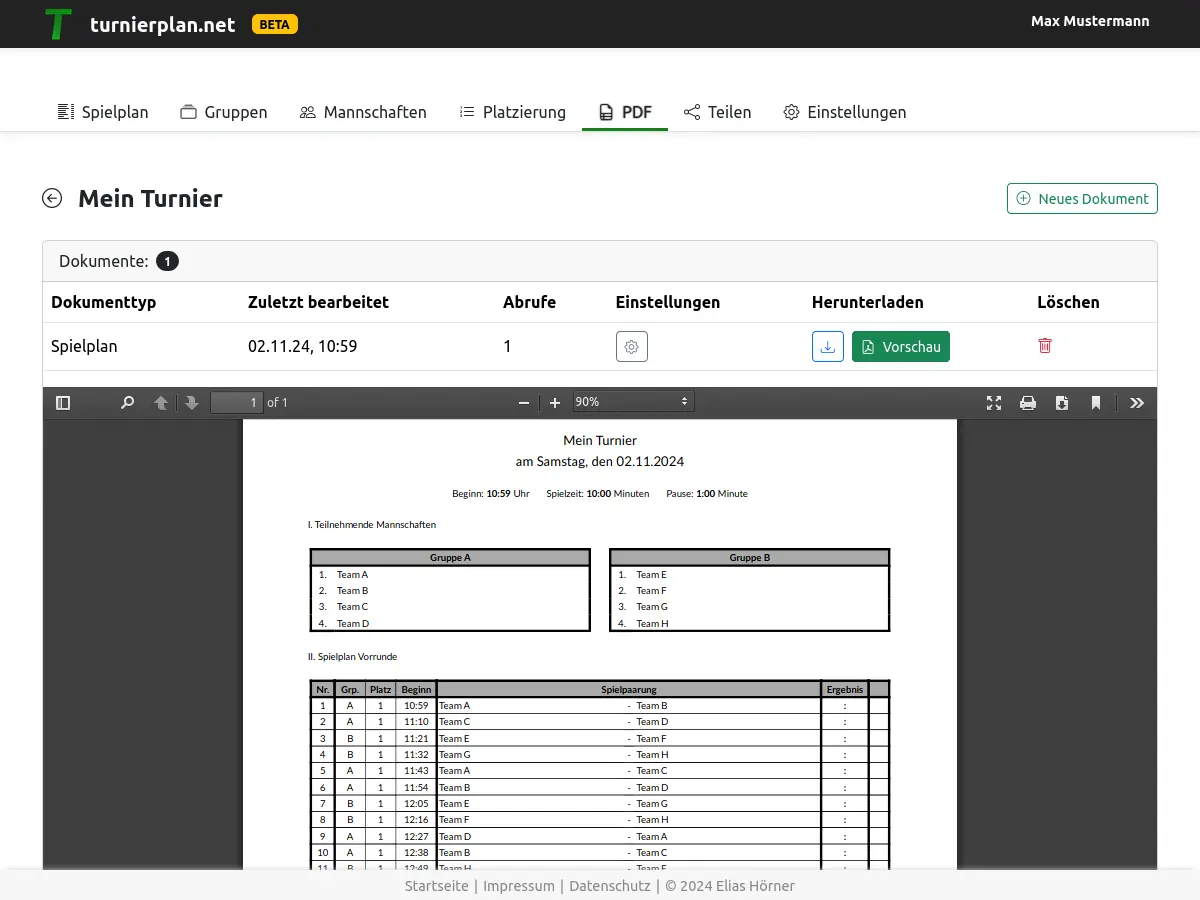 turnierplan.net BETA Max Mustermann
Spielplan Gruppen Mannschaften Platzierung PDF Teilen Einstellungen
Mein Turnier Neues Dokument
Dokumente: 1
Dokumenttyp Zuletzt bearbeitet Abrufe Einstellungen Herunterladen Löschen
Spielplan 02.11.24, 10:59 1 Vorschau
1 of 1 90%
Mein Turnier
am Samstag, den 02.11.2024
Beginn: 10:59 Uhr Spielzeit: 10:00 Minuten Pause: 1:00 Minute
I. Teilnehmende Mannschaften
Gruppe A Gruppe B
1. Team A 1. Team E
2. Team B 2. Team F
3. Team C 3. Team G
4. Team D 4. Team H
II. Spielplan Vorrunde
Nr. Grp. Platz Beginn Spielpaarung Ergebnis
1 A 1 10:59 Team A - Team B :
2 A 1 11:10 Team C - Team D :
3 B 1 11:21 Team E - Team F :
4 B 1 11:32 Team G - Team H :
5 A 1 11:43 Team A - Team C :
6 A 1 11:54 Team B - Team D :
7 B 1 12:05 Team E - Team G :
8 B 1 12:16 Team F - Team H :
9 A 1 12:27 Team D - Team A :
10 A 1 12:38 Team B - Team C :
11 B 1 12:49 Team H - Team E :
Startseite | Impressum | Datenschutz | © 2024 Elias Hörner